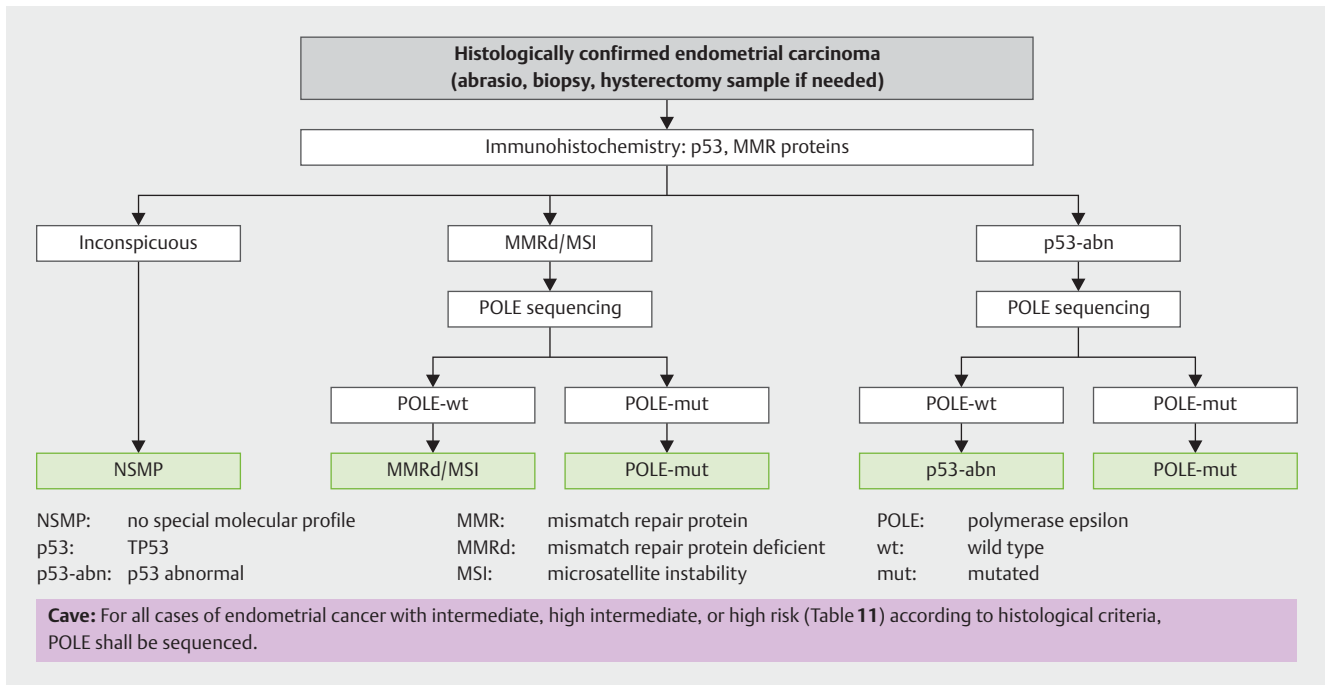 Histologically confirmed endometrial carcinoma
(abrasio, biopsy, hysterectomy sample if needed)
Immunohistochemistry: p53, MMR proteins
Inconspicuous
MMRd/MSI
p53-abn
POLE sequencing
POLE sequencing
POLE-wt
POLE-mut
POLE-wt
POLE-mut
NSMP
MMRd/MSI
POLE-mut
p53-abn
POLE-mut
NSMP: no special molecular profile
p53: TP53
p53-abn: p53 abnormal
MMR: mismatch repair protein
MMRd: mismatch repair protein deficient
MSI: microsatellite instability
POLE: polymerase epsilon
wt: wild type
mut: mutated
Cave: For all cases of endometrial cancer with intermediate, high intermediate, or high risk (Table 11) according to histological criteria,
POLE shall be sequenced.